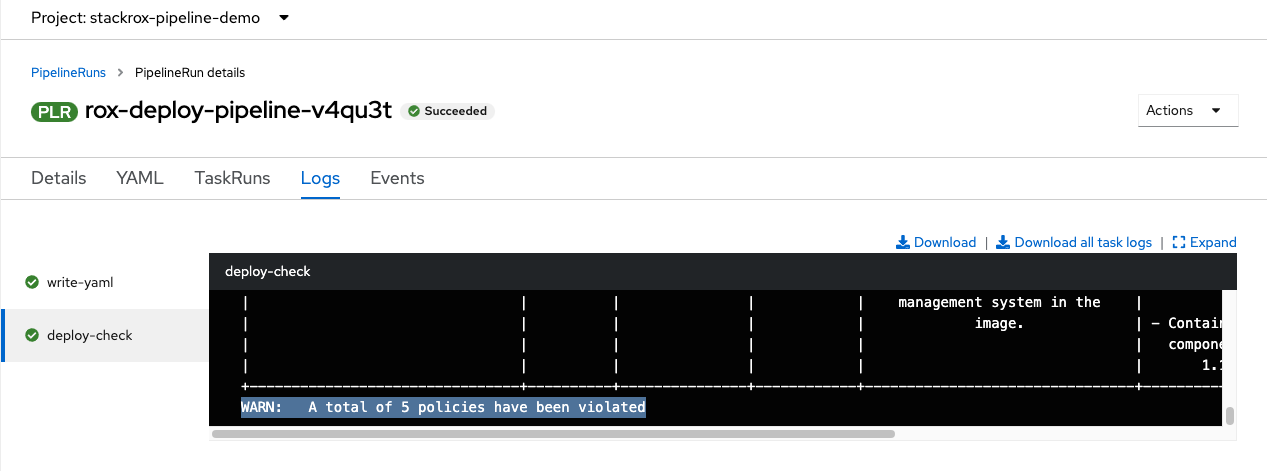 Project: stackrox-pipeline-demo
PipelineRuns > PipelineRun details
PLR rox-deploy-pipeline-v4qu3t Succeeded
Actions
Details YAML TaskRuns Logs Events
Download | Download all task logs | Expand
write-yaml
deploy-check
deploy-check
management system in the
image. | – Contain
compone
WARN: A total of 5 policies have been violated